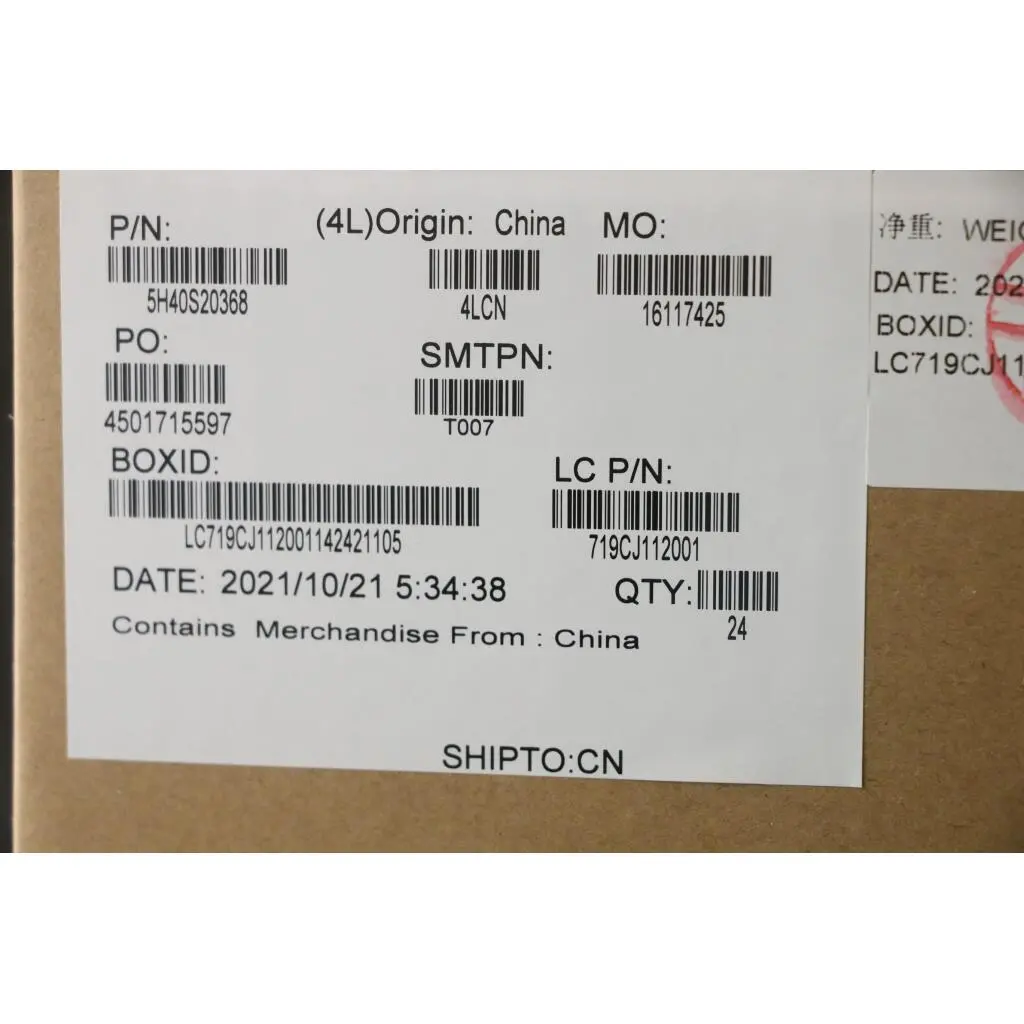 P/N: (4L)Origin: China MO:
5H40S20368 4LCN 16117425
PO: SMTPN:
4501715597 T007
BOXID: LC P/N:
LC719CJ112001142421105 719CJ112001
DATE: 2021/10/21 5:34:38 QTY:
24
Contains Merchandise From : China
SHIPTO:CN
净重: WEIG
DATE: 202
BOXID:
LC719CJ11